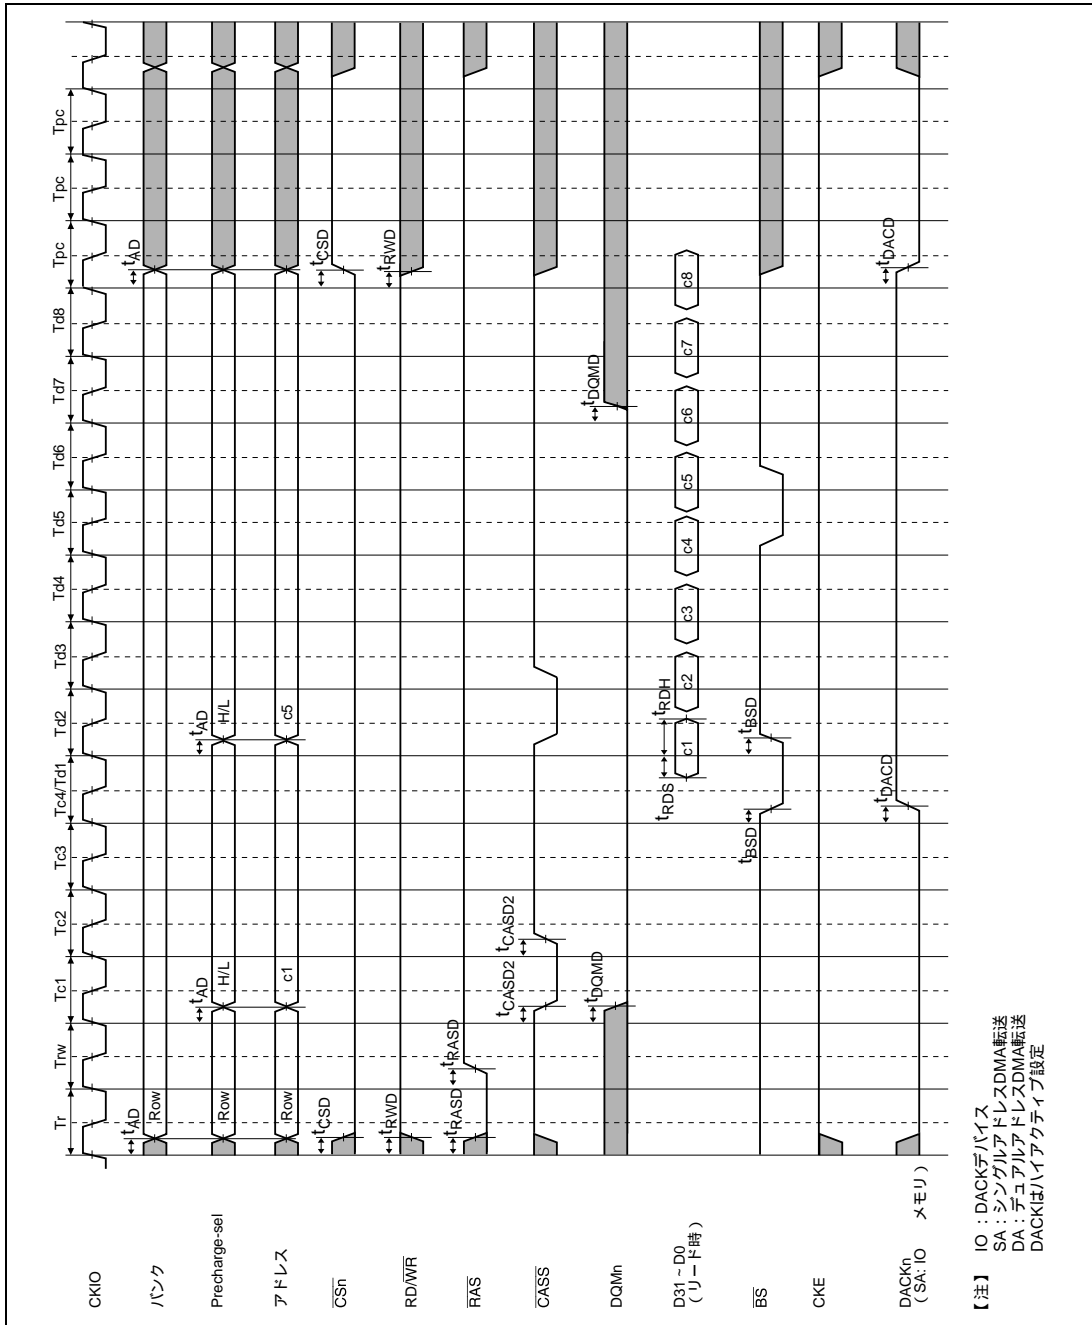 Tr
Trw
Tc1
Tc2
Tc3
Tc4/Td1
Td2
Td3
Td4
Td5
Td6
Td7
Td8
Tpc
Tpc
Tpc
CKIO
バンク
tAD
Row
tAD
Precharge-sel
Row
tAD
H/L
tAD
H/L
アドレス
Row
c1
c5
CSn
tCSD
tCSD
RD/WR
tRWD
tRWD
RAS
tRASD
tRASD
CASS
tCASD2
tCASD2
DQMn
tDQMD
tDQMD
D31~D0
(リード時)
tRDS
tRDH
c1
c2
c3
c4
c5
c6
c7
c8
BS
tBSD
tBSD
CKE
DACKn
(SA: IO メモリ)
tDACD
tDACD
【注】 IO:DACKデバイス
SA:シングルアドレスDMA転送
DA:デュアルアドレスDMA転送
DACKはハイアクティブ設定